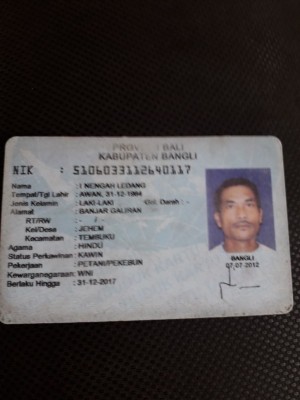 PROVINSI BALI
KABUPATEN BANGLI
NIK : 5106033112640117
Nama : I NENGAH LEDANG
Tempat/Tgl Lahir : AWAN, 31-12-1964
Jenis Kelamin : LAKI-LAKI Gol. Darah : -
Alamat : BANJAR GALIRAN
RT/RW : -
Kel/Desa : JEHEM
Kecamatan : TEMBUKU
Agama : HINDU
Status Perkawinan : KAWIN
Pekerjaan : PETANI/PEKEBUN
Kewarganegaraan : WNI
Berlaku Hingga : 31-12-2017
BANGLI
07-07-2012